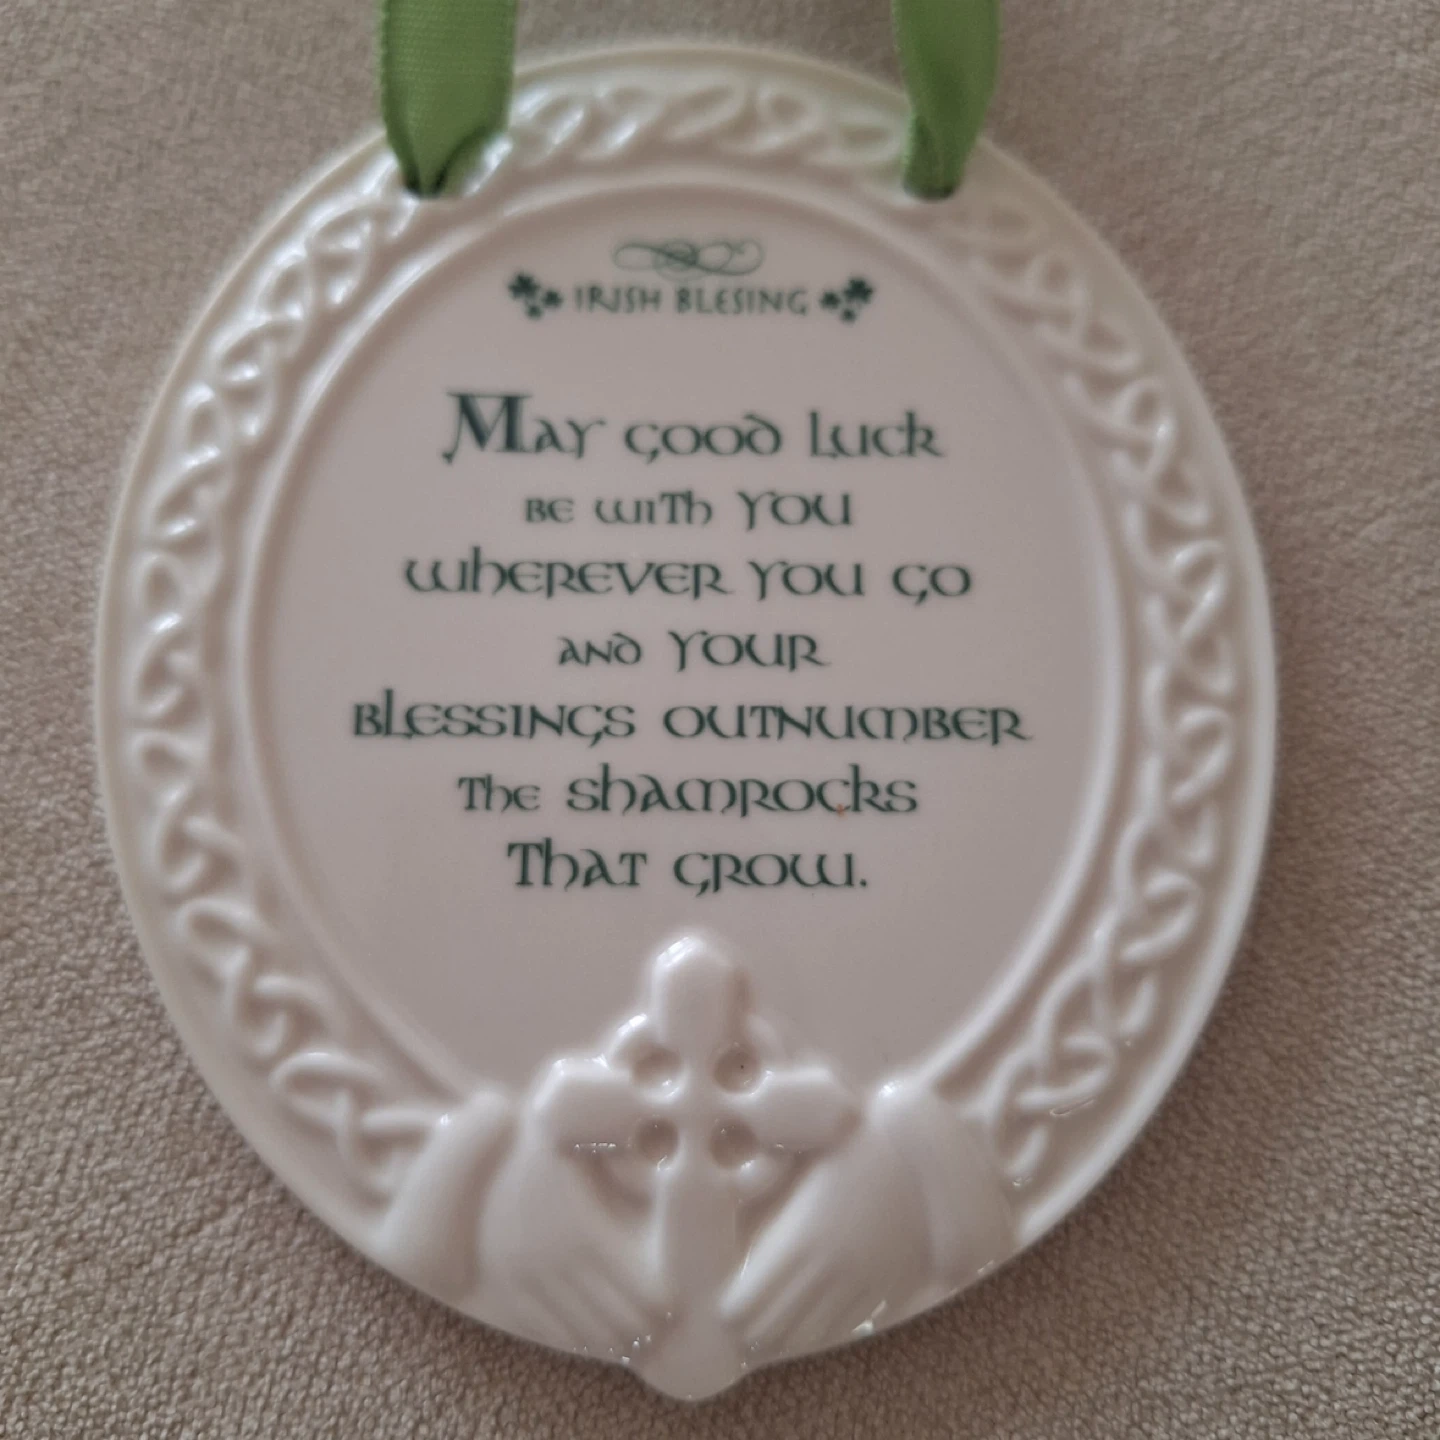 IRISH BLESING
May good luck
be with you
wherever you go
and your
blessings outnumber
the shamrocks
that grow.